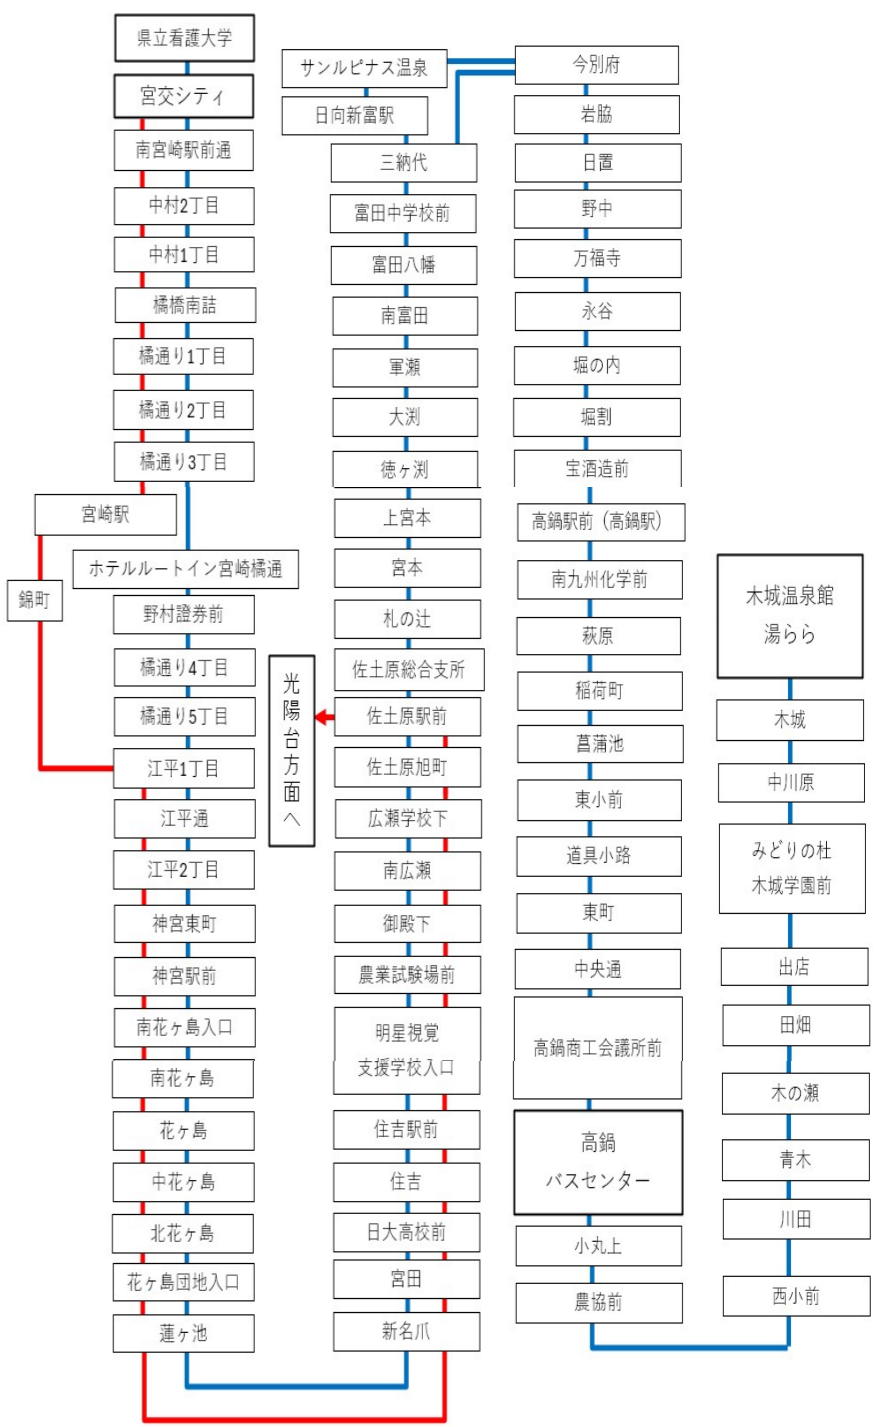 県立看護大学
宮交シティ
南宮崎駅前通
中村2丁目
中村1丁目
橘橋南詰
橘通り1丁目
橘通り2丁目
橘通り3丁目
宮崎駅
ホテルルートイン宮崎橘通
錦町
野村證券前
橘通り4丁目
橘通り5丁目
江平1丁目
江平通
江平2丁目
神宮東町
神宮駅前
南花ヶ島入口
南花ヶ島
花ヶ島
中花ヶ島
北花ヶ島
花ヶ島団地入口
蓮ヶ池
サンルピナス温泉
日向新富駅
三納代
富田中学校前
富田八幡
南富田
軍瀬
大渕
徳ヶ渕
上宮本
宮本
札の辻
佐土原総合支所
佐土原駅前
光陽台方面へ
佐土原旭町
広瀬学校下
南広瀬
御殿下
農業試験場前
明星視覚
支援学校入口
住吉駅前
住吉
日大高校前
宮田
新名爪
今別府
岩脇
日置
野中
万福寺
永谷
堀の内
堀割
宝酒造前
高鍋駅前（高鍋駅）
南九州化学前
萩原
稲荷町
菖蒲池
東小前
道具小路
東町
中央通
高鍋商工会議所前
高鍋
バスセンター
小丸上
農協前
木城温泉館
湯らら
木城
中川原
みどりの杜
木城学園前
出店
田畑
木の瀬
青木
川田
西小前